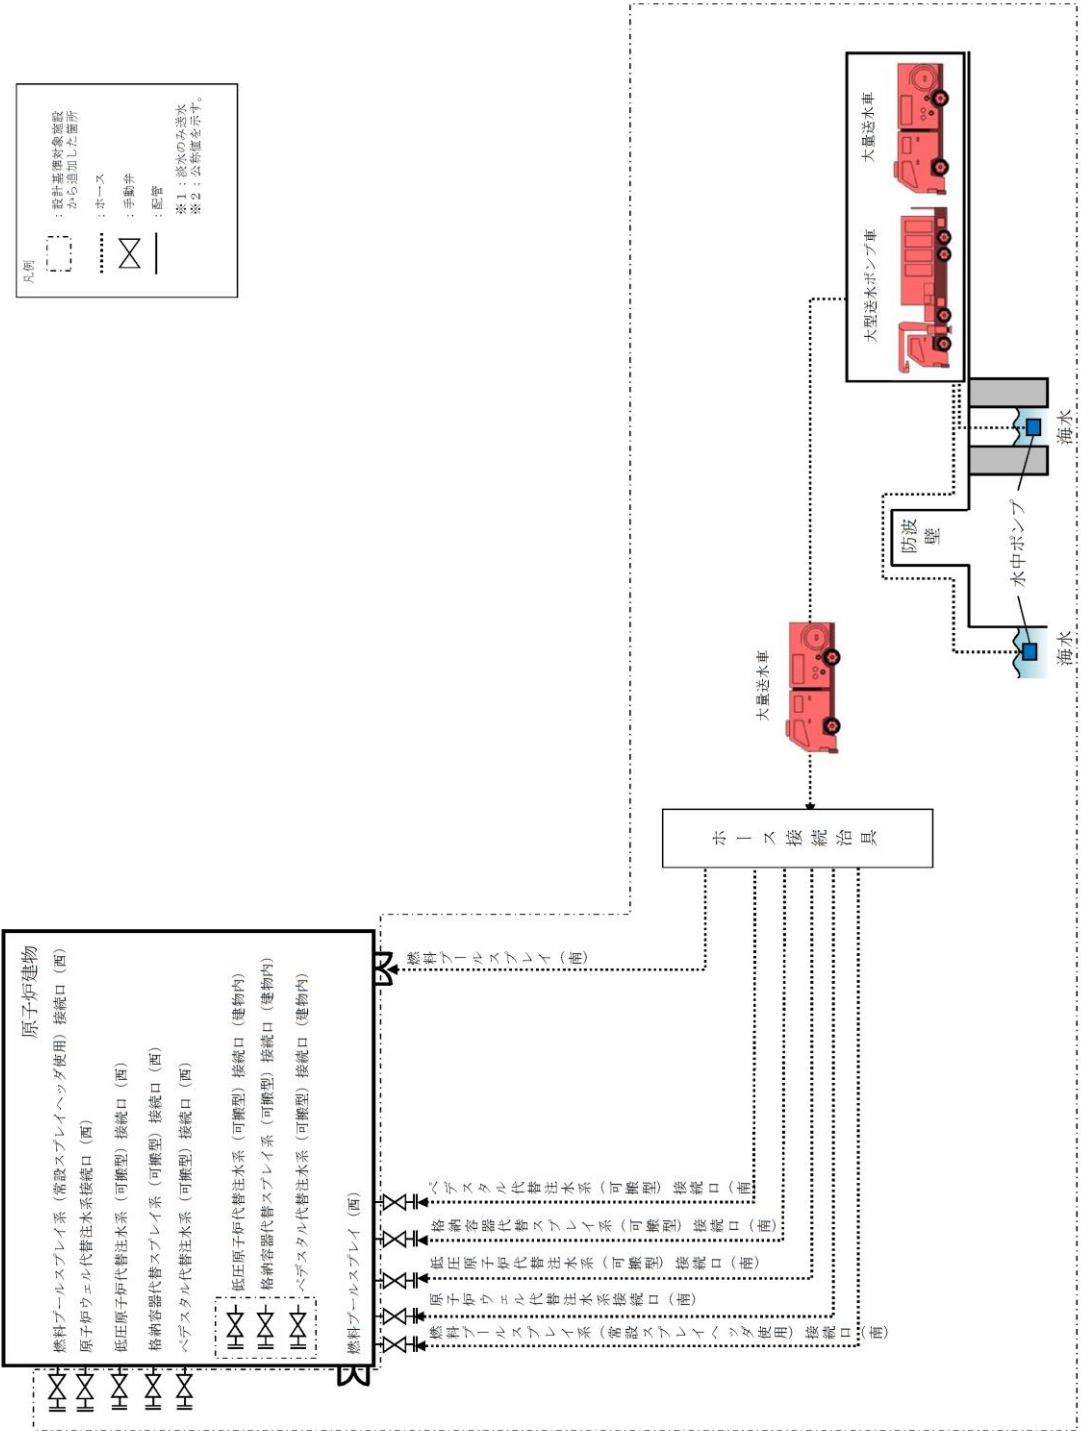 凡例
：設計基準対象施設
から追加した箇所
：ホース
：手動弁
：配管
※1：淡水のみ送水
※2：公称値を示す。
原子炉建物
燃料プールスプレイ系（常設スプレイヘッダ使用）接続口（西）
原子炉ウェル代替注水系接続口（西）
低圧原子炉代替注水系（可搬型）接続口（西）
格納容器代替スプレイ系（可搬型）接続口（西）
ペデスタル代替注水系（可搬型）接続口（西）
低圧原子炉代替注水系（可搬型）接続口（建物内）
格納容器代替スプレイ系（可搬型）接続口（建物内）
ペデスタル代替注水系（可搬型）接続口（建物内）
燃料プールスプレイ（西）
燃料プールスプレイ（南）
ペデスタル代替注水系（可搬型）接続口（南
格納容器代替スプレイ系（可搬型）接続口（南）
低圧原子炉代替注水系（可搬型）接続口（南）
原子炉ウェル代替注水系接続口（南）
燃料プールスプレイ系（常設スプレイヘッダ使用）接続口（南）
ホース接続治具
大量送水車
大型送水ポンプ車
大量送水車
防波
壁
水中ポンプ
海水
海水